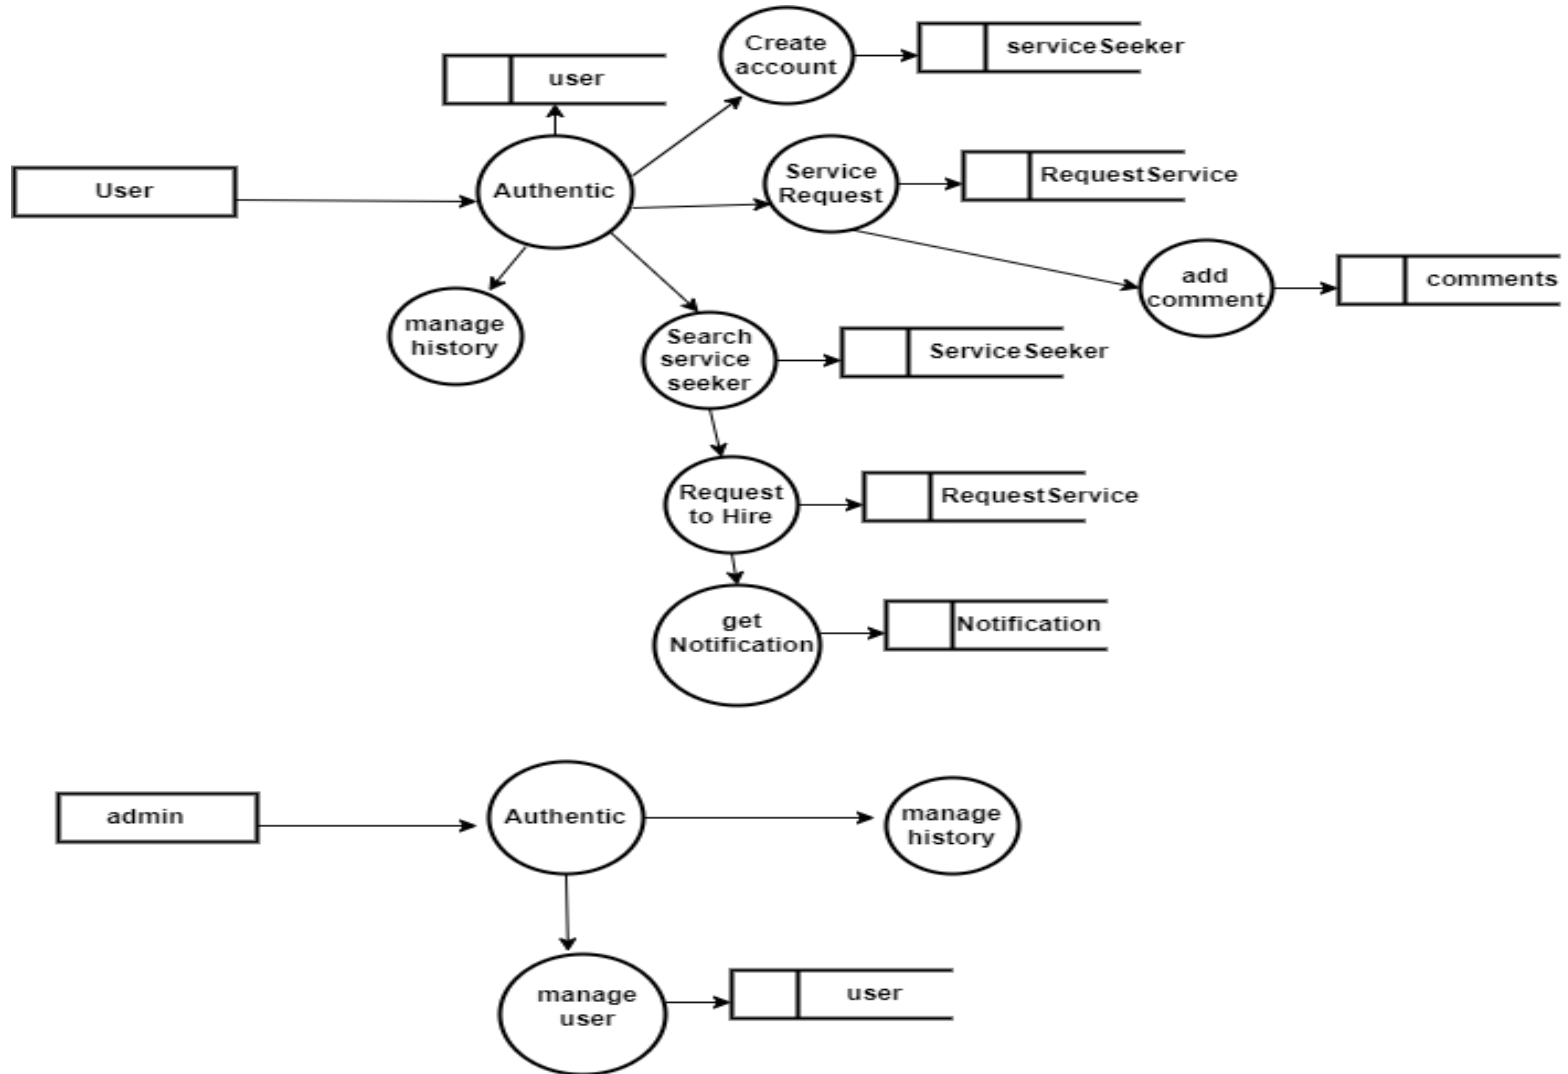 Create
account
serviceSeeker
user
User
Authentic
Service
Request
RequestService
add
comment
comments
manage
history
Search
service
seeker
ServiceSeeker
Request
to Hire
RequestService
get
Notification
Notification
admin
Authentic
manage
history
manage
user
user